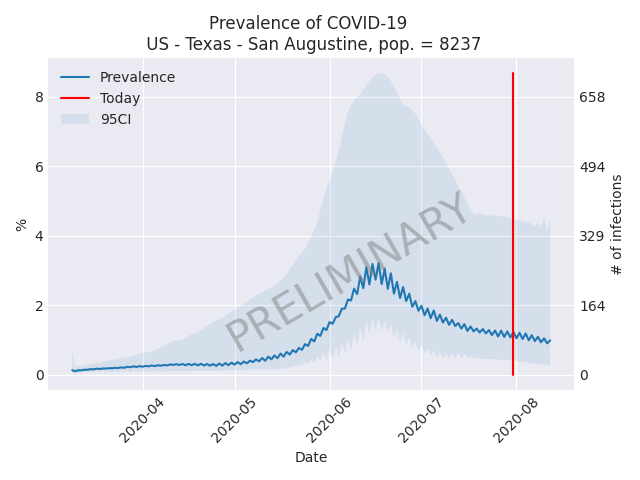 Prevalence of COVID-19
US - Texas - San Augustine, pop. = 8237
Prevalence
Today
95CI
PRELIMINARY
8
6
4
2
0
%
658
494
329
164
0
# of infections
2020-04
2020-05
2020-06
2020-07
2020-08
Date